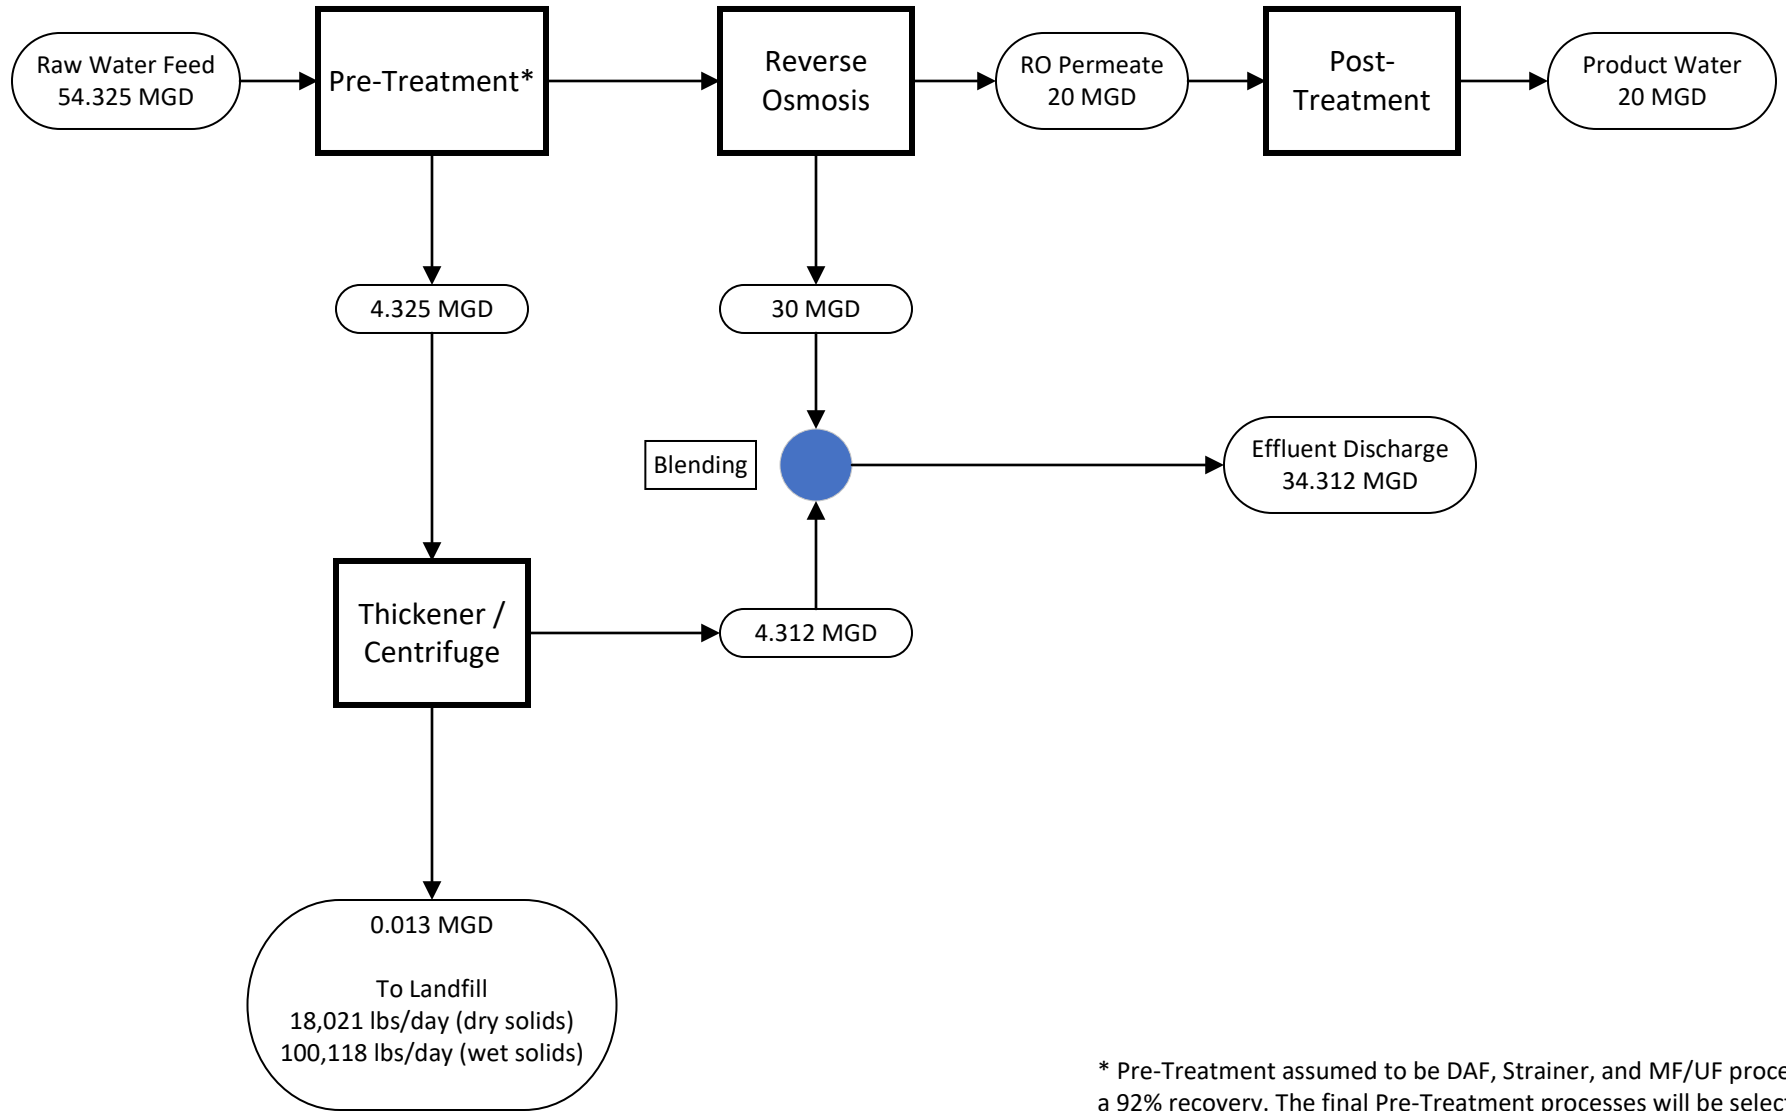 Raw Water Feed
54.325 MGD
Pre-Treatment*
Reverse
Osmosis
RO Permeate
20 MGD
Post-
Treatment
Product Water
20 MGD
4.325 MGD
30 MGD
Blending
Effluent Discharge
34.312 MGD
Thickener /
Centrifuge
4.312 MGD
0.013 MGD
To Landfill
18,021 lbs/day (dry solids)
100,118 lbs/day (wet solids)
* Pre-Treatment assumed to be DAF, Strainer, and MF/UF
a 92% recovery. The final Pre-Treatment processes will be